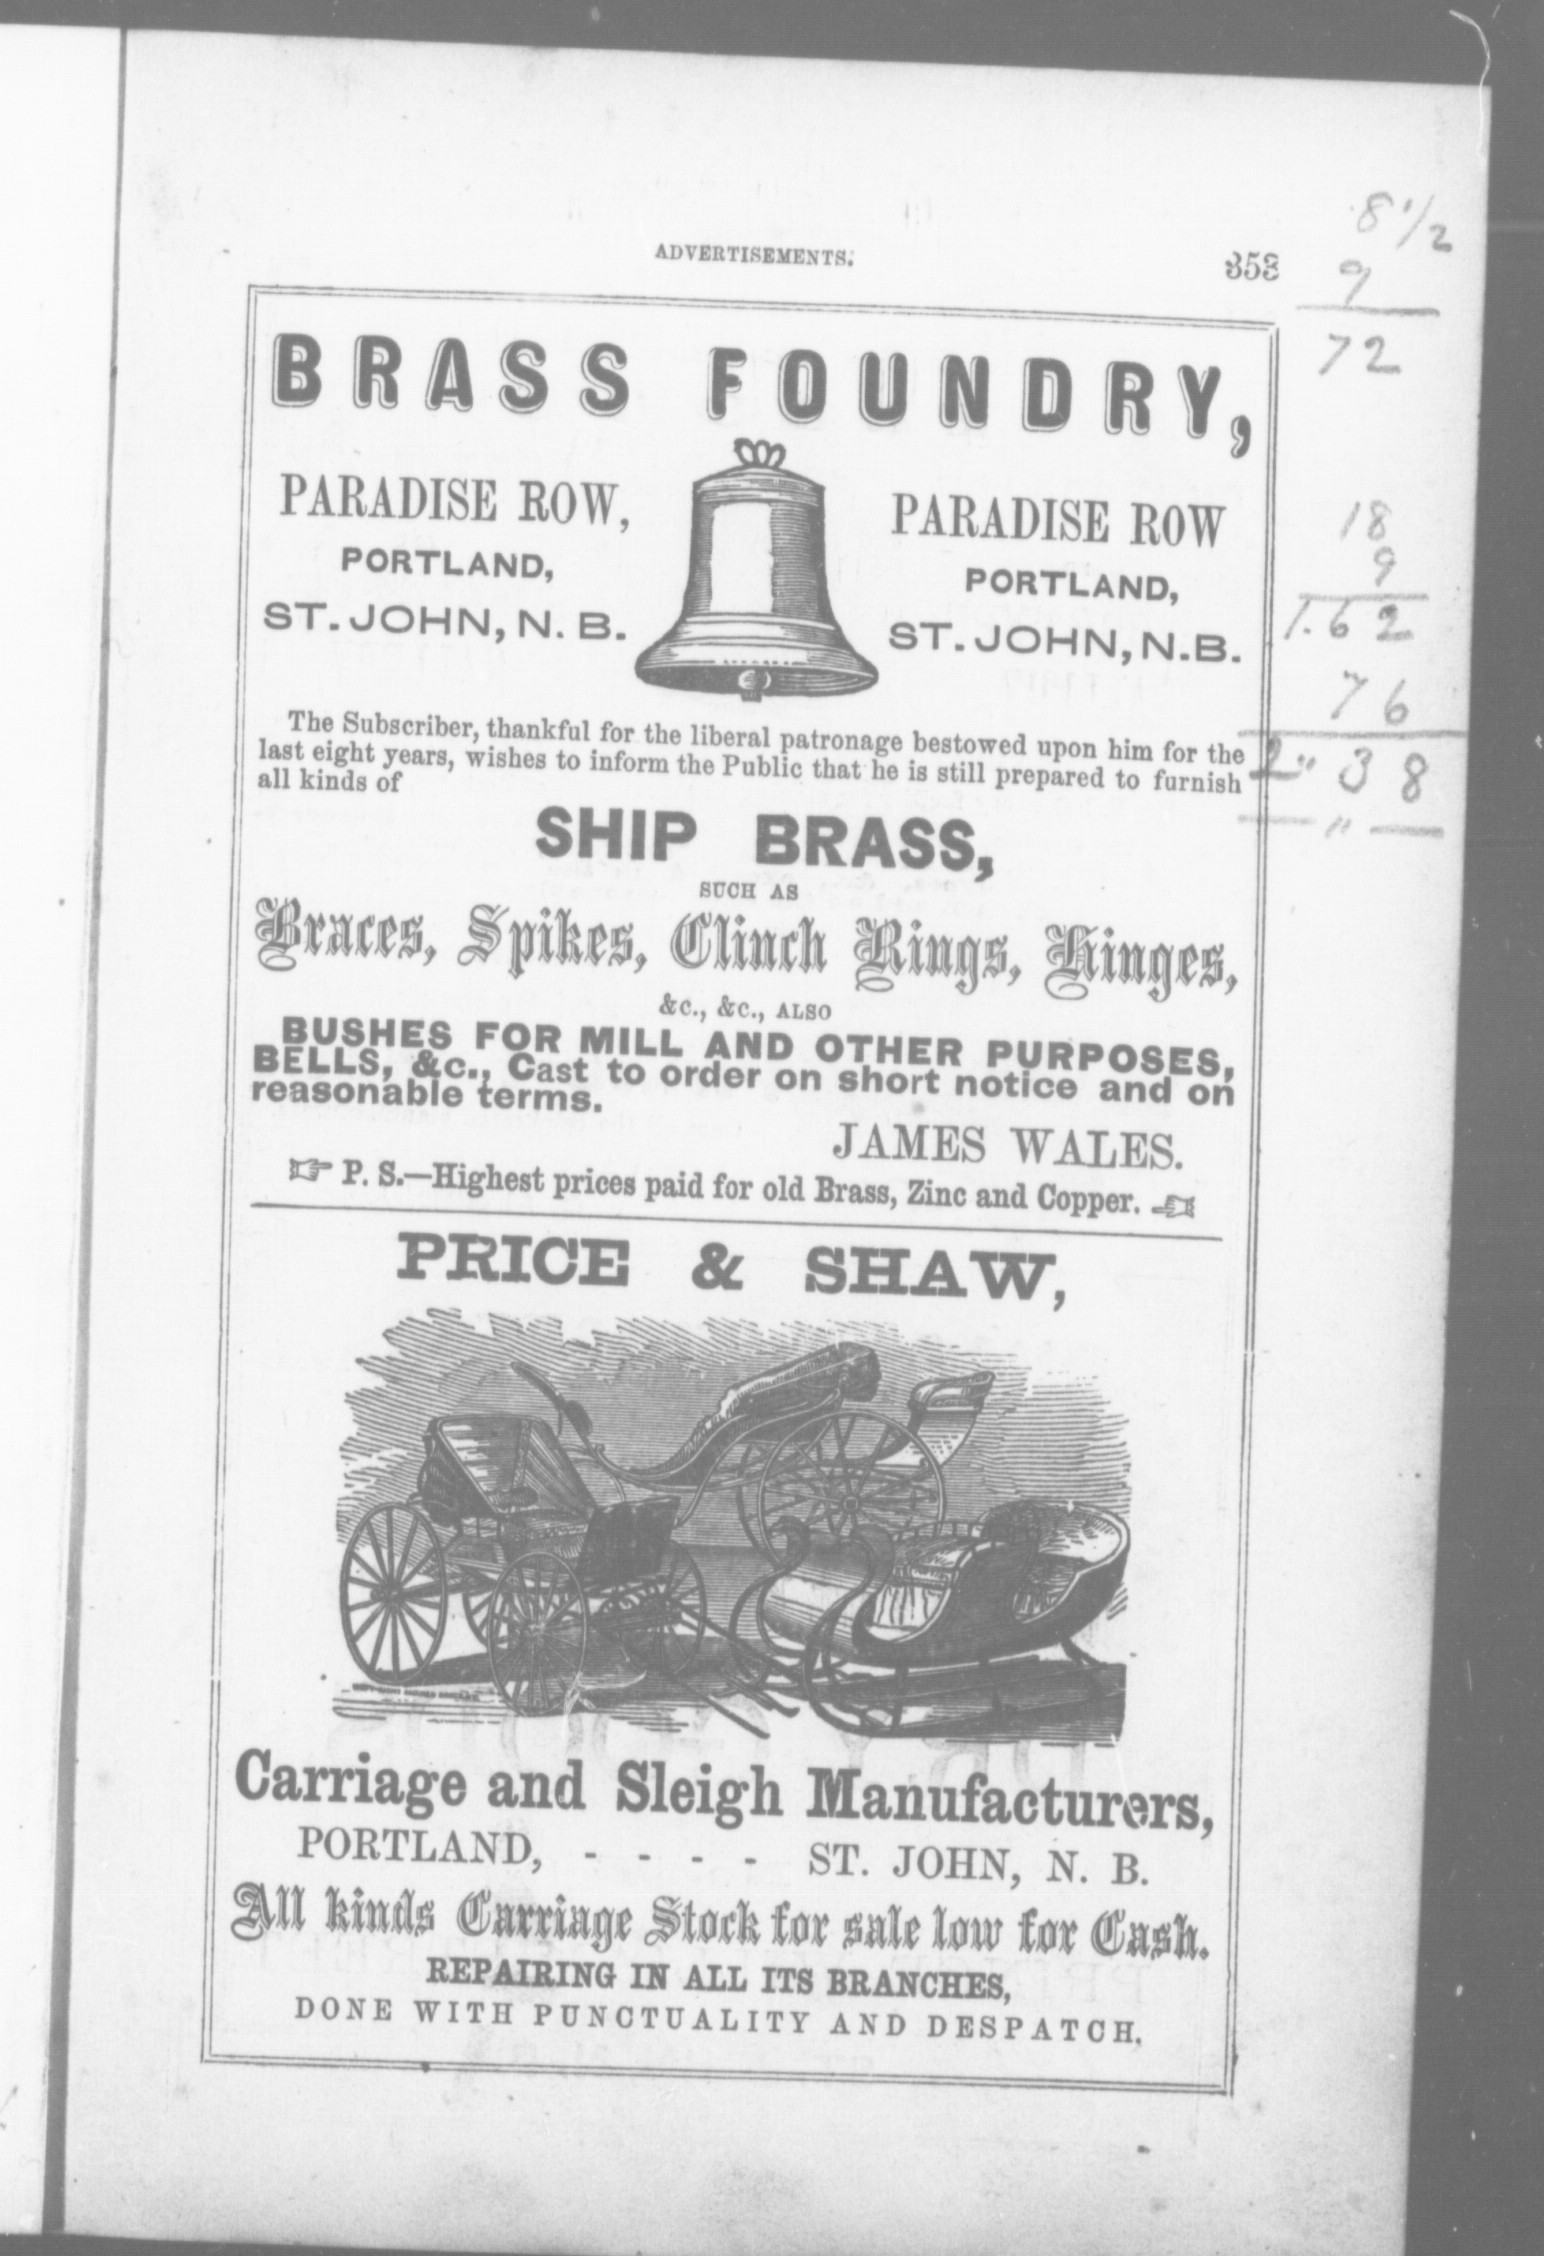 ADVERTISEMENTS.
353
BRASS FOUNDRY,
PARADISE ROW,
PORTLAND,
ST. JOHN, N. B.
PARADISE ROW
PORTLAND,
ST. JOHN, N.B.
The Subscriber, thankful for the liberal patronage bestowed upon him for the
last eight years, wishes to inform the Public that he is still prepared to furnish
all kinds of
SHIP BRASS,
SUCH AS
Braces, Spikes, Clinch Rings, Hinges,
&c., &c., ALSO
BUSHES FOR MILL AND OTHER PURPOSES,
BELLS, &c., Cast to order on short notice and on
reasonable terms.
JAMES WALES.
P. S.—Highest prices paid for old Brass, Zinc and Copper.
PRICE & SHAW,
Carriage and Sleigh Manufacturers,
PORTLAND, - - - - ST. JOHN, N. B.
All kinds Carriage Stock for sale low for Cash.
REPAIRING IN ALL ITS BRANCHES,
DONE WITH PUNCTUALITY AND DESPATCH.
8 1/2
9
72
18
9
1.62
76
2" 38
"